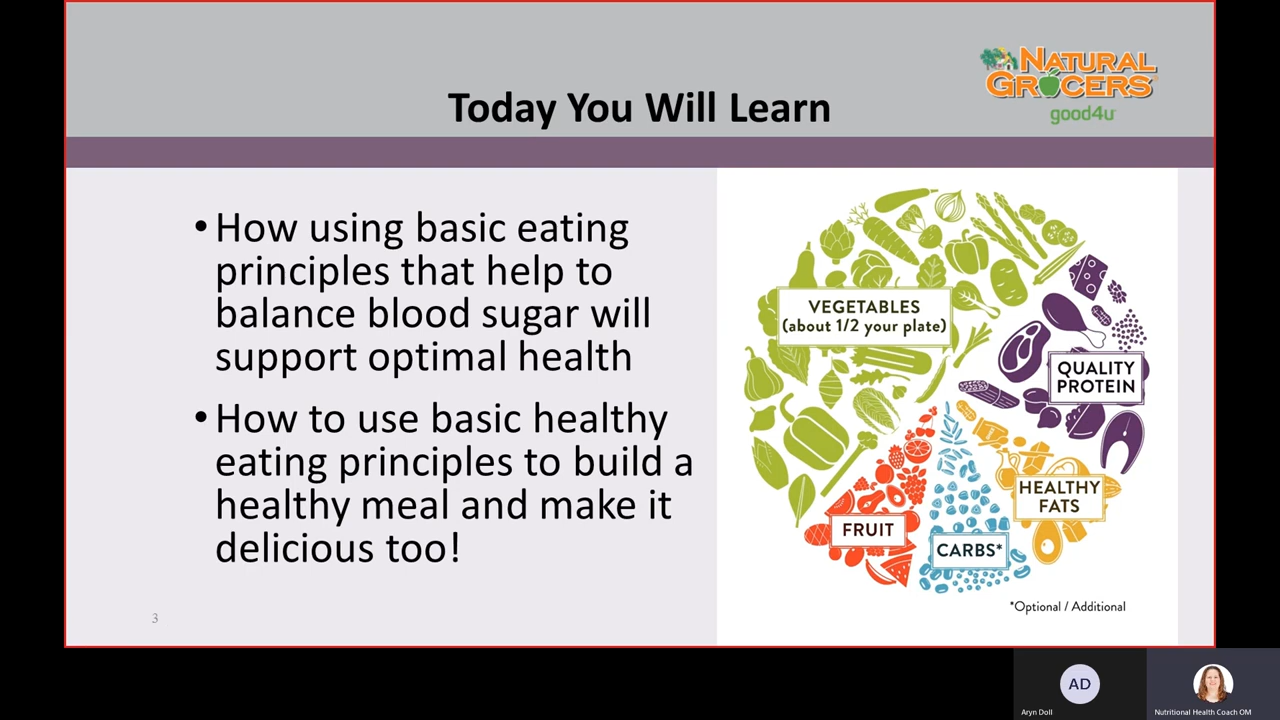 Today You Will Learn
NATURAL
GROCERS
good4u
• How using basic eating
principles that help to
balance blood sugar will
support optimal health
• How to use basic healthy
eating principles to build a
healthy meal and make it
delicious too!
VEGETABLES
(about 1/2 your plate)
QUALITY
PROTEIN
HEALTHY
FATS
FRUIT
CARBS*
*Optional / Additional
3
AD
Aryn Doll
Nutritional Health Coach OM